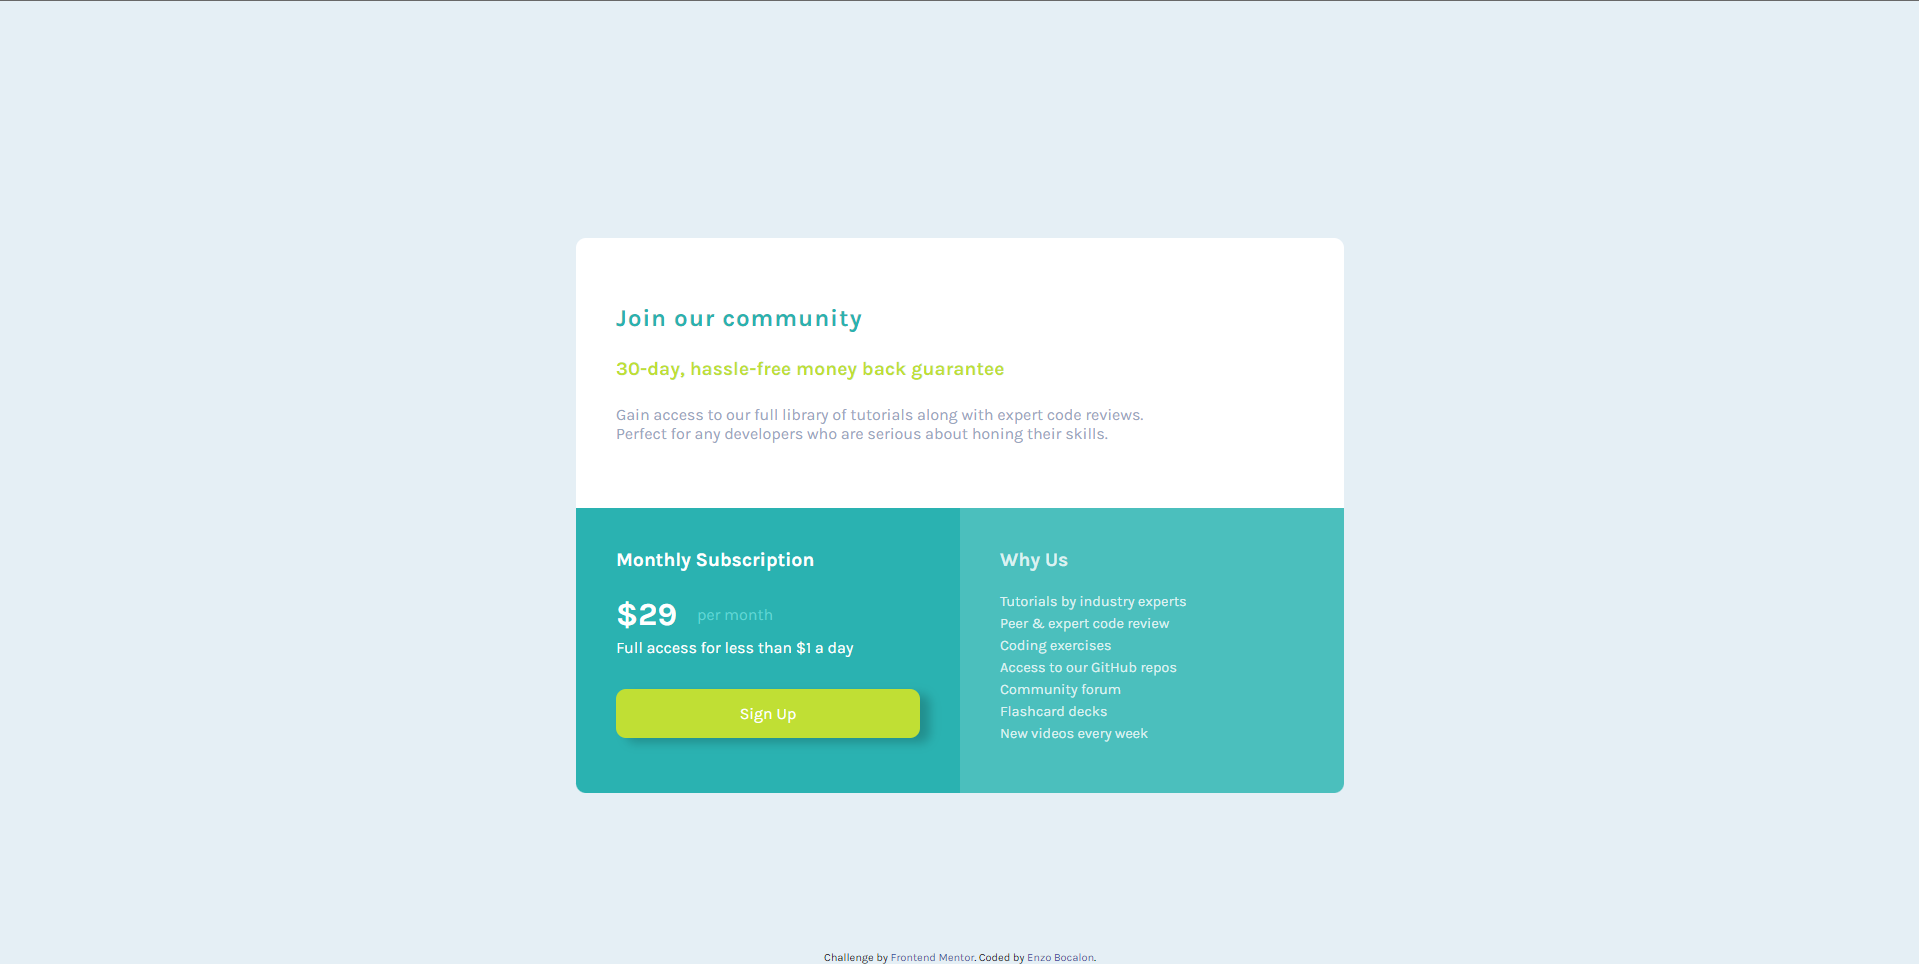 Join our community
30-day, hassle-free money back guarantee
Gain access to our full library of tutorials along with expert code reviews.
Perfect for any developers who are serious about honing their skills.
Monthly Subscription
$29 per month
Full access for less than $1 a day
Sign Up
Why Us
Tutorials by industry experts
Peer & expert code review
Coding exercises
Access to our GitHub repos
Community forum
Flashcard decks
New videos every week
Challenge by Frontend Mentor. Coded by Enzo Bocalon.